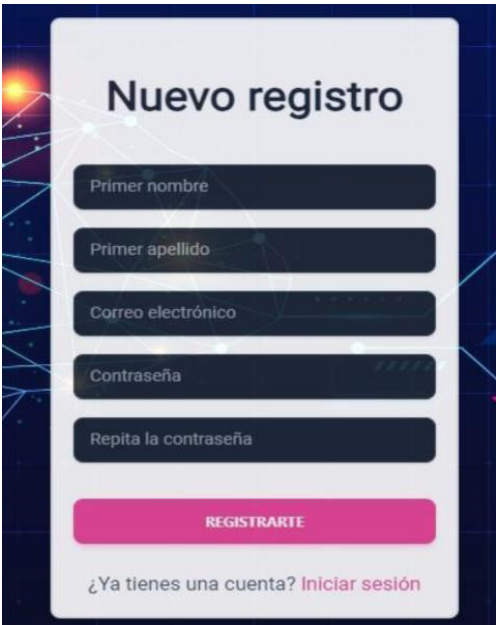 Nuevo registro
Primer nombre
Primer apellido
Correo electrónico
Contraseña
Repita la contraseña
REGISTRARTE
¿Ya tienes una cuenta? Iniciar sesión